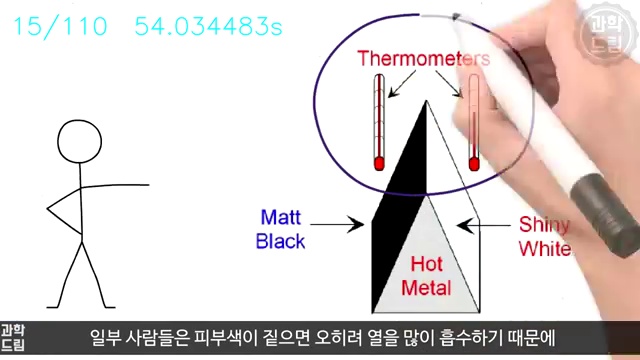 15/110 54.034483s
과학
드림
Thermometers
Matt
Black
Shiny
White
Hot
Metal
과학
드림
일부 사람들은 피부색이 짙으면 오히려 열을 많이 흡수하기 때문에